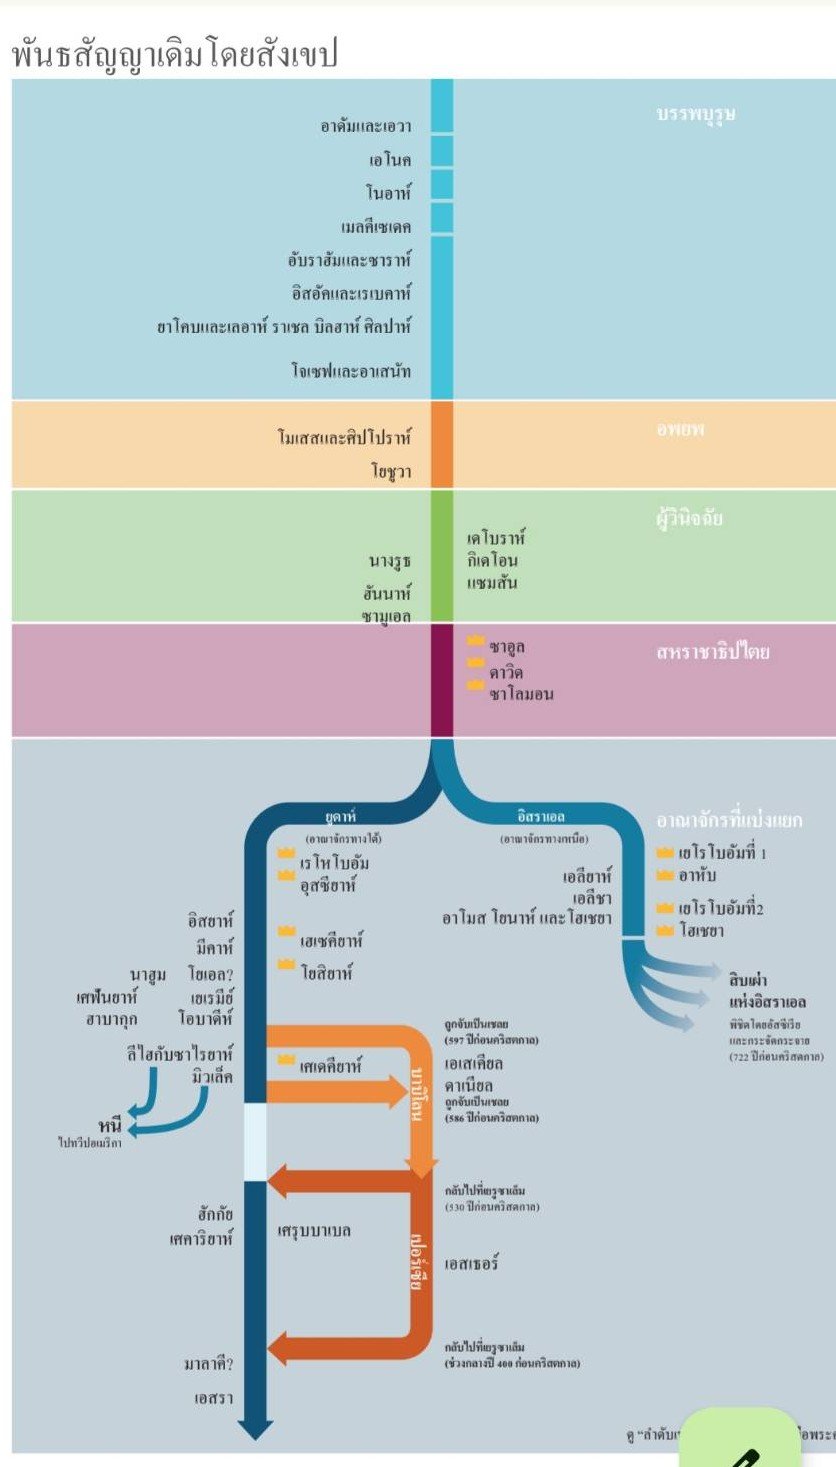 พันธสัญญาเดิมโดยสังเขป
บรรพบุรุษ
อาดัมและเอวา
เอโนค
โนอาห์
เมลคีเซเดค
อับราฮัมและซาราห์
อิสอัคและเรเบคาห์
ยาโคบและเลอาห์ ราเชล บิลฮาห์ ศิลปาห์
โจเซฟและอาเสนัท
อพยพ
โมเสสและศิปโปราห์
โยชูวา
ผู้วินิจฉัย
เดโบราห์
กิเดโอน
แซมสัน
นางรูธ
ฮันนาห์
ซามูเอล
สหราชาธิปไตย
ซาอูล
ดาวิด
ซาโลมอน
อาณาจักรที่แบ่งแยก
ยูดาห์
(อาณาจักรทางใต้)
เรโหโบอัม
อุสซียาห์
เฮเซคียาห์
โยสิยาห์
อิสราเอล
(อาณาจักรทางเหนือ)
เอลียาห์
เอลีชา
อาโมส โยนาห์ และโฮเชยา
เยโรโบอัมที่ 1
อาหับ
เยโรโบอัมที่2
โฮเชยา
สิบเผ่า
แห่งอิสราเอล
พิชิตโดยอัสซีเรีย
และกระจัดกระจาย
(722 ปีก่อนคริสตกาล)
อิสยาห์
มีคาห์
นาฮูม โยเอล?
เศฟันยาห์ เยเรมีย์
ฮาบากุก โอบาดีห์
ลีไฮกับซาไรยาห์
มิวเล็ค
หนี
ไปทวีปอเมริกา
เศเดคียาห์
บาบิโลน
ถูกจับเป็นเชลย
(597 ปีก่อนคริสตกาล)
เอเสเคียล
ดาเนียล
ถูกจับเป็นเชลย
(586 ปีก่อนคริสตกาล)
กลับไปที่เยรูซาเล็ม
(530 ปีก่อนคริสตกาล)
ฮักกัย
เศคาริยาห์
เศรุบบาเบล
เปอร์เซีย
เอสเธอร์
กลับไปที่เยรูซาเล็ม
(ช่วงกลางปี 400 ก่อนคริสตกาล)
มาลาคี?
เอสรา
ดู “ลำดับ